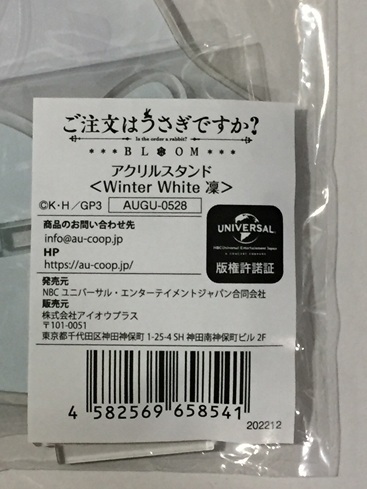 ご注文はうさぎですか?
Is the order a rabbit?
BLOOM
アクリルスタンド
<Winter White 凜>
©K・H/GP3 AUGU-0528
商品のお問い合わせ先
info@au-coop.jp
HP
https://au-coop.jp/
UNIVERSAL
NBCUniversal Entertainment Japan
A COMCAST COMPANY
版権許諾証
発売元
NBC ユニバーサル・エンターテイメントジャパン合同会社
販売元
株式会社アイオウプラス
〒101-0051
東京都千代田区神田神保町 1-25-4 SH 神田南神保町ビル 2F
4 582569 658541
202212